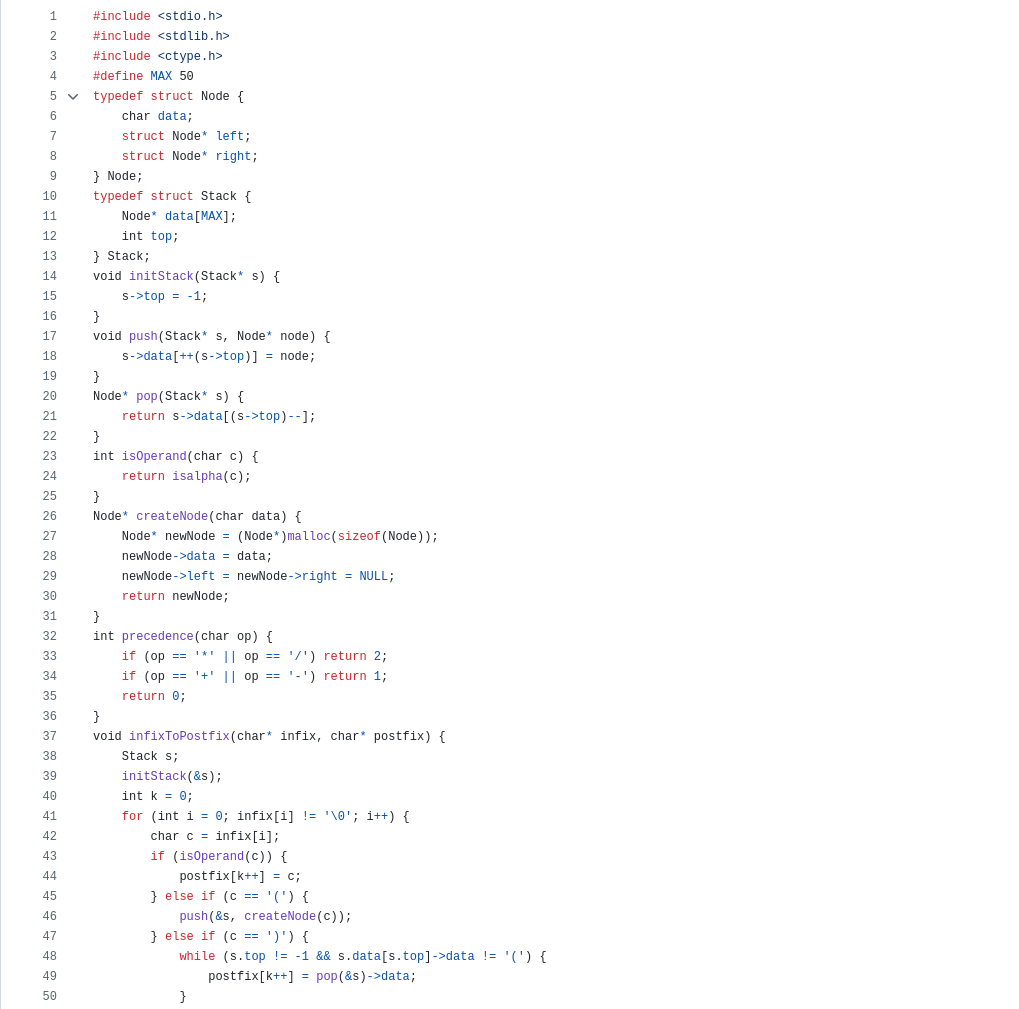 1 #include <stdio.h>
2 #include <stdlib.h>
3 #include <ctype.h>
4 #define MAX 50
5 typedef struct Node {
6     char data;
7     struct Node* left;
8     struct Node* right;
9 } Node;
10 typedef struct Stack {
11     Node* data[MAX];
12     int top;
13 } Stack;
14 void initStack(Stack* s) {
15     s->top = -1;
16 }
17 void push(Stack* s, Node* node) {
18     s->data[++(s->top)] = node;
19 }
20 Node* pop(Stack* s) {
21     return s->data[(s->top)--];
22 }
23 int isOperand(char c) {
24     return isalpha(c);
25 }
26 Node* createNode(char data) {
27     Node* newNode = (Node*)malloc(sizeof(Node));
28     newNode->data = data;
29     newNode->left = newNode->right = NULL;
30     return newNode;
31 }
32 int precedence(char op) {
33     if (op == '*' || op == '/') return 2;
34     if (op == '+' || op == '-') return 1;
35     return 0;
36 }
37 void infixToPostfix(char* infix, char* postfix) {
38     Stack s;
39     initStack(&s);
40     int k = 0;
41     for (int i = 0; infix[i] != '\0'; i++) {
42         char c = infix[i];
43         if (isOperand(c)) {
44             postfix[k++] = c;
45         } else if (c == '(') {
46             push(&s, createNode(c));
47         } else if (c == ')') {
48             while (s.top != -1 && s.data[s.top]->data != '(') {
49                 postfix[k++] = pop(&s)->data;
50             }